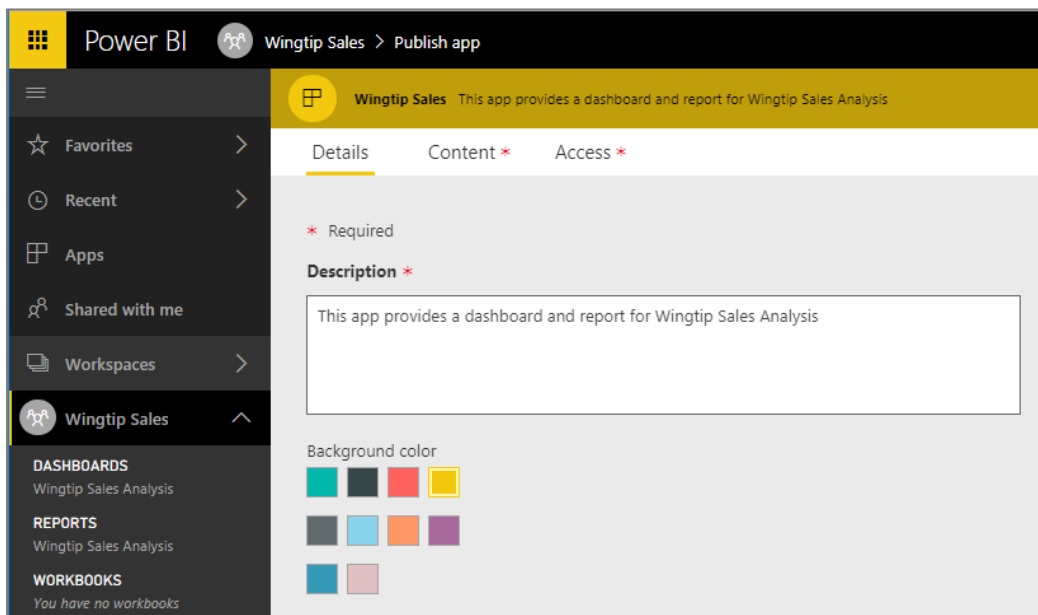 Power BI
Wingtip Sales > Publish app
Wingtip Sales This app provides a dashboard and report for Wingtip Sales Analysis
Favorites
Recent
Apps
Shared with me
Workspaces
Wingtip Sales
DASHBOARDS
Wingtip Sales Analysis
REPORTS
Wingtip Sales Analysis
WORKBOOKS
You have no workbooks
Details Content * Access *
* Required
Description *
This app provides a dashboard and report for Wingtip Sales Analysis
Background color